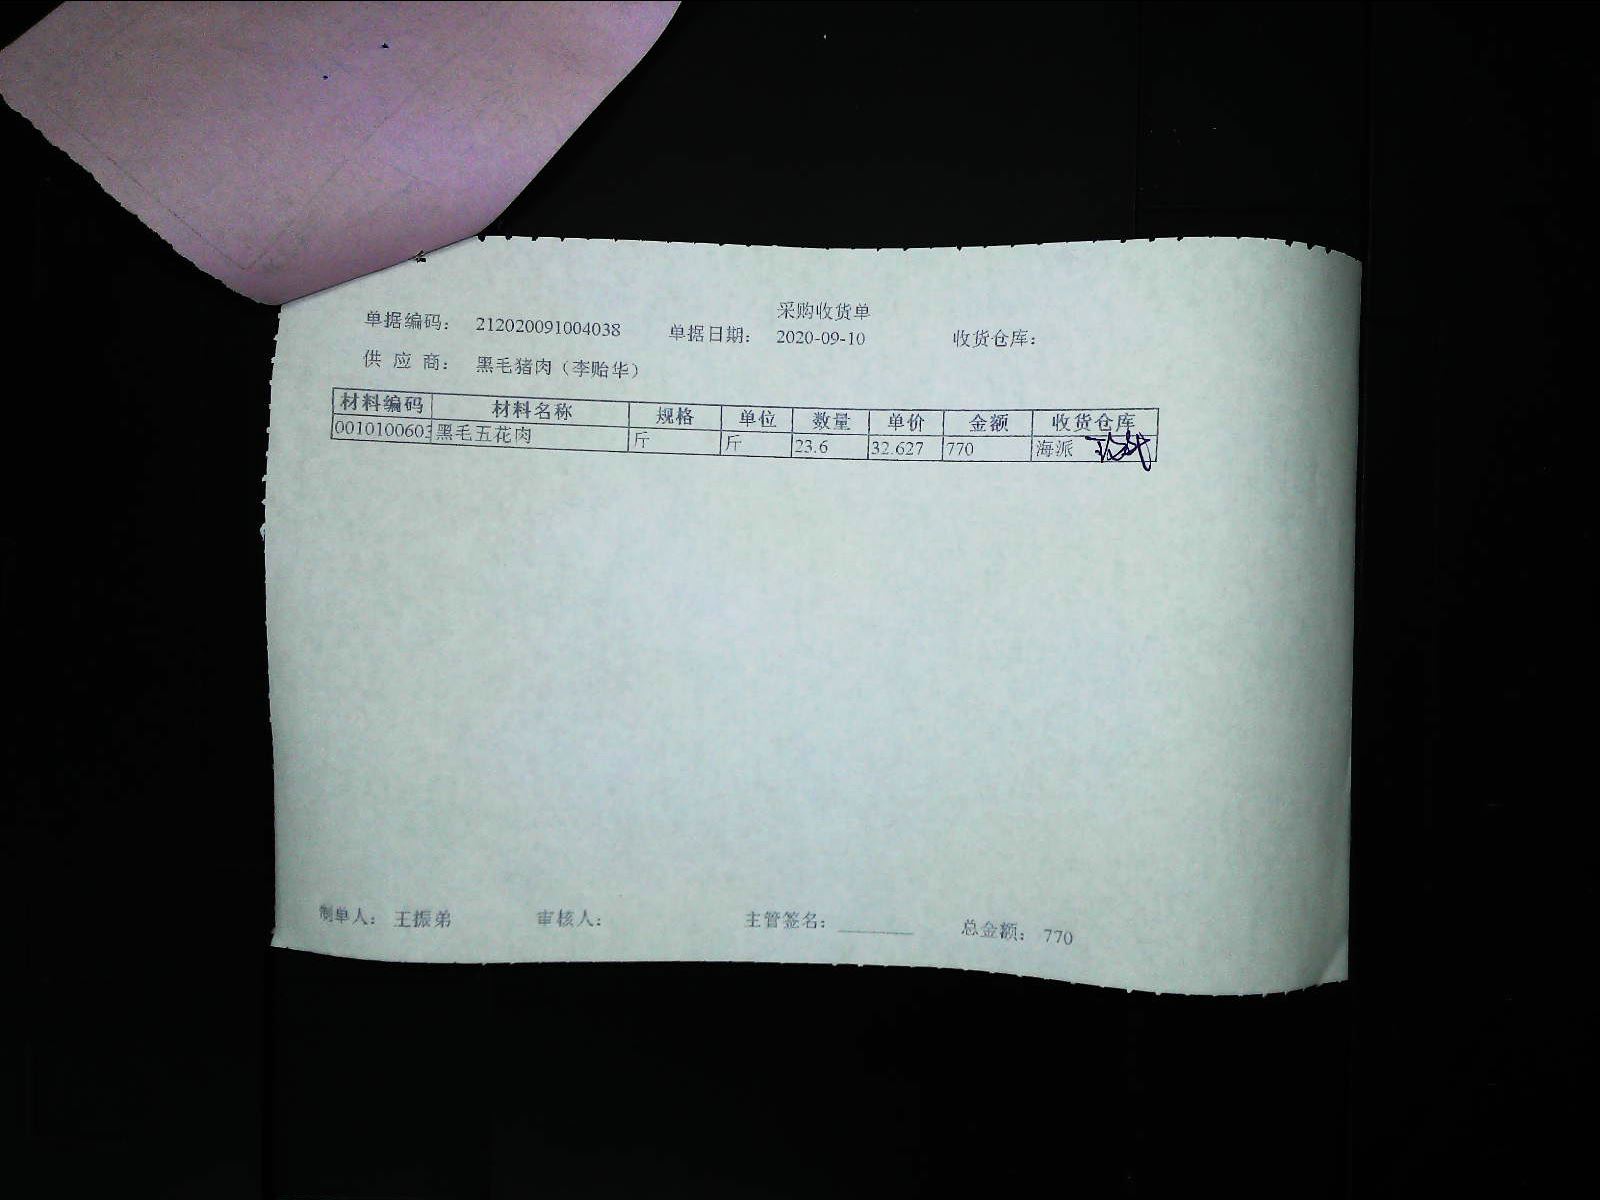 采购收货单
单据编码： 212020091004038 单据日期： 2020-09-10 收货仓库：
供 应 商： 黑毛猪肉（李贻华）
材料编码 材料名称 规格 单位 数量 单价 金额 收货仓库
0010100603 黑毛五花肉 斤 斤 23.6 32.627 770 海派
制单人： 王振弟 审核人： 主管签名： ________ 总金额： 770